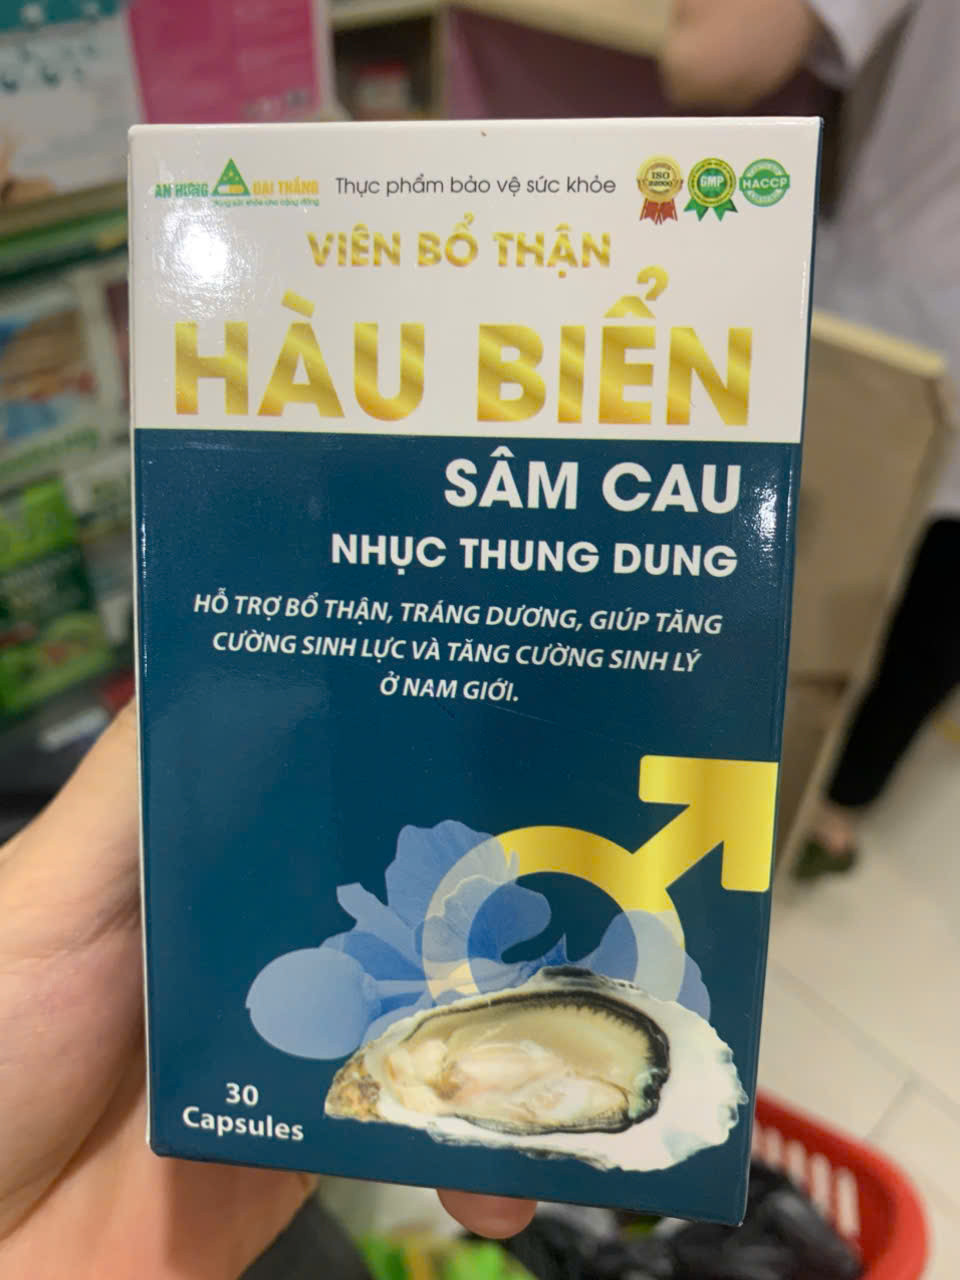 AN HƯNG ĐẠI THẮNG
Thực phẩm bảo vệ sức khỏe
ISO
22000
GMP
HACCP
VIÊN BỔ THẬN
HÀU BIỂN
SÂM CAU
NHỤC THUNG DUNG
HỖ TRỢ BỔ THẬN, TRÁNG DƯƠNG, GIÚP TĂNG
CƯỜNG SINH LỰC VÀ TĂNG CƯỜNG SINH LÝ
Ở NAM GIỚI.
30
Capsules